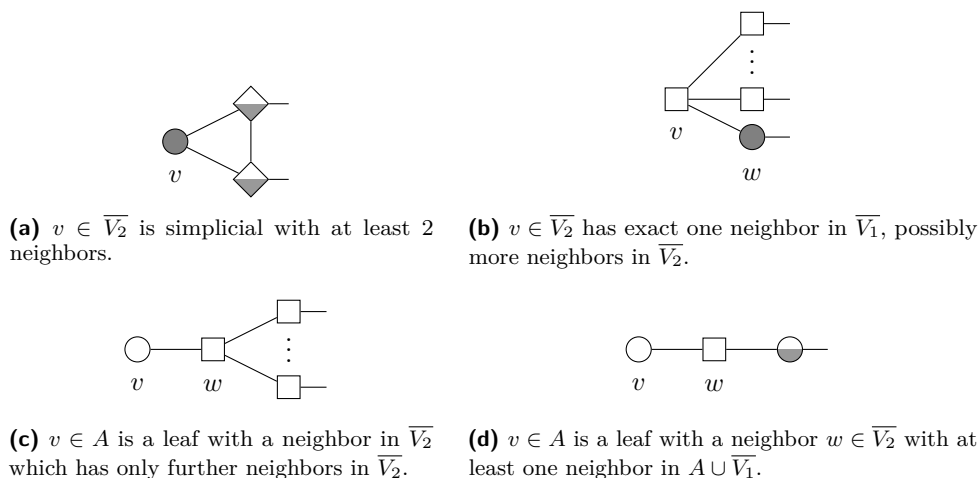 v
v
w
(a) v ∈ V̅₂ is simplicial with at least 2
neighbors.
(b) v ∈ V̅₂ has exact one neighbor in V̅₁, possibly
more neighbors in V̅₂.
v w
v w
(c) v ∈ A is a leaf with a neighbor in V̅₂
which has only further neighbors in V̅₂.
(d) v ∈ A is a leaf with a neighbor w ∈ V̅₂ with at
least one neighbor in A ∪ V̅₁.